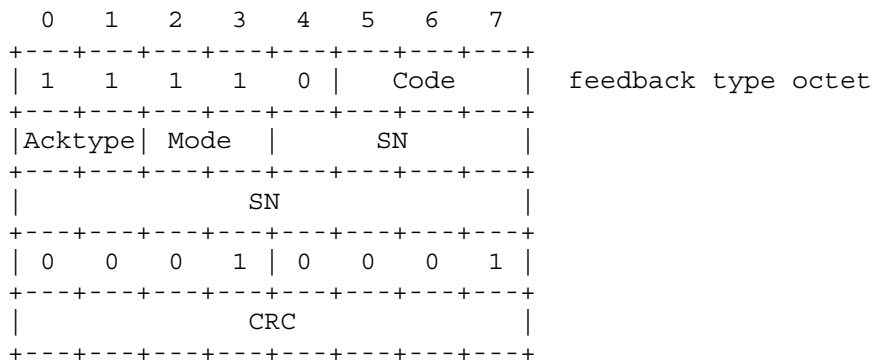 0   1   2   3   4   5   6   7
+---+---+---+---+---+---+---+---+
| 1   1   1   1   0 |   Code    |  feedback type octet
+---+---+---+---+---+---+---+---+
|Acktype| Mode  |      SN       |
+---+---+---+---+---+---+---+---+
|              SN               |
+---+---+---+---+---+---+---+---+
| 0   0   0   1 | 0   0   0   1 |
+---+---+---+---+---+---+---+---+
|              CRC              |
+---+---+---+---+---+---+---+---+